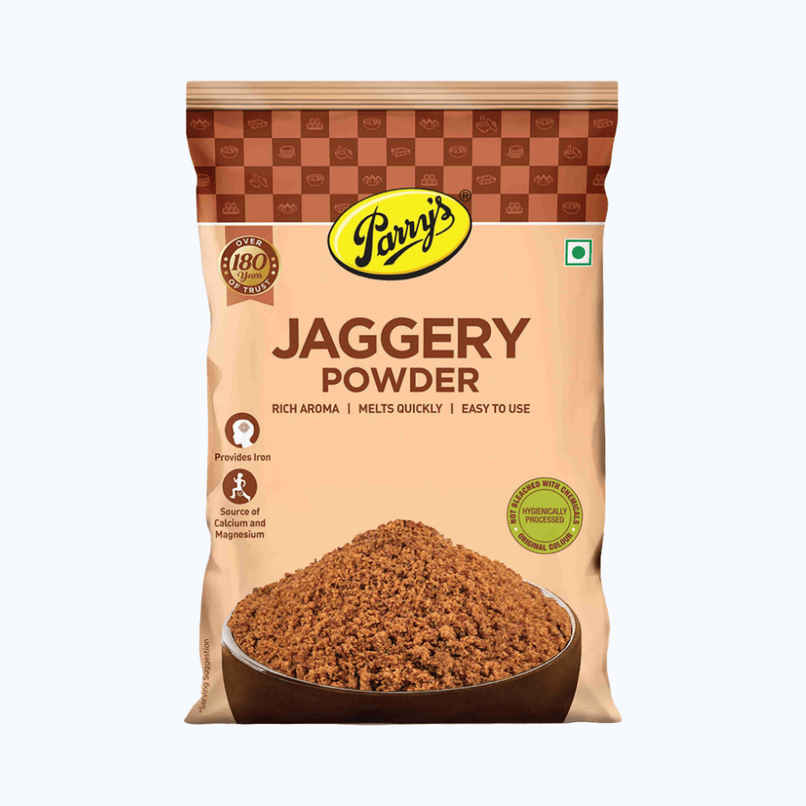 Parry's®
OVER
180
Years
OF TRUST
JAGGERY
POWDER
RICH AROMA | MELTS QUICKLY | EASY TO USE
Provides Iron
Source of
Calcium and
Magnesium
NOT BLEACHED WITH CHEMICALS
HYGIENICALLY
PROCESSED
ORIGINAL COLOUR
*Serving Suggestion